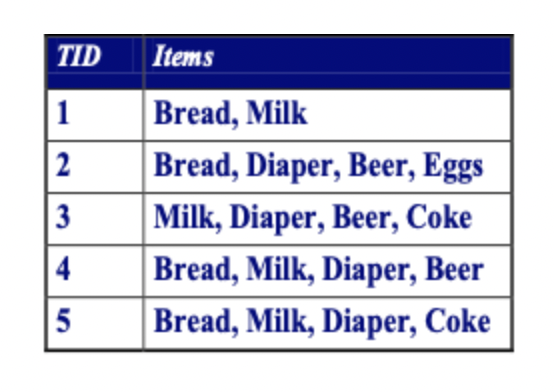 TID Items
1 Bread, Milk
2 Bread, Diaper, Beer, Eggs
3 Milk, Diaper, Beer, Coke
4 Bread, Milk, Diaper, Beer
5 Bread, Milk, Diaper, Coke